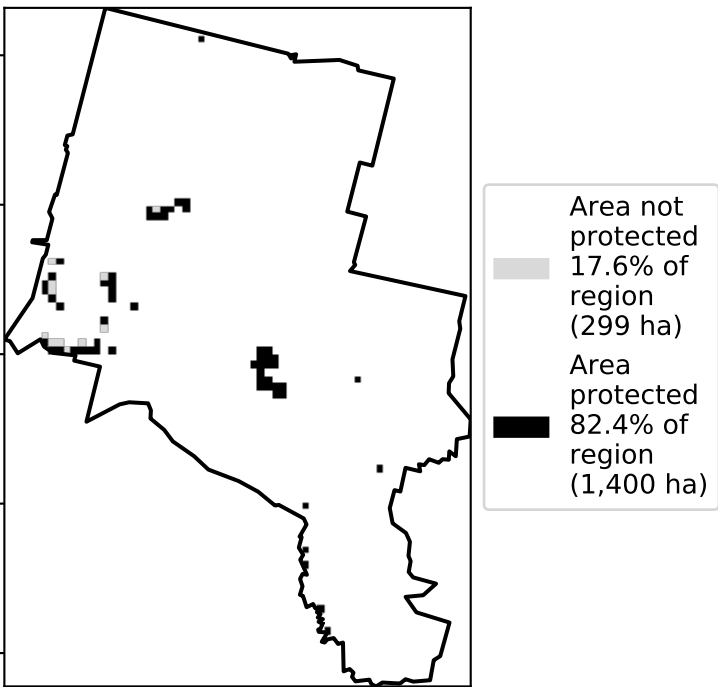 Area not
protected
17.6% of
region
(299 ha)
Area
protected
82.4% of
region
(1,400 ha)